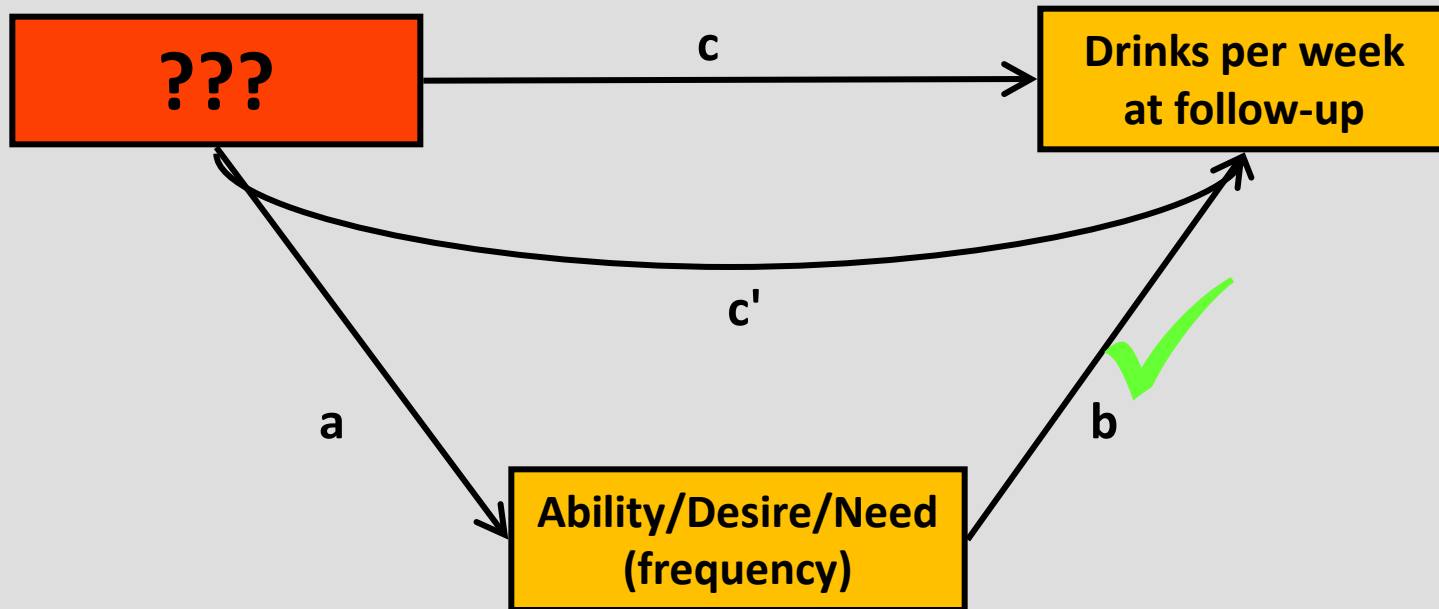 ???
c
Drinks per week
at follow-up
c'
a
b
Ability/Desire/Need
(frequency)